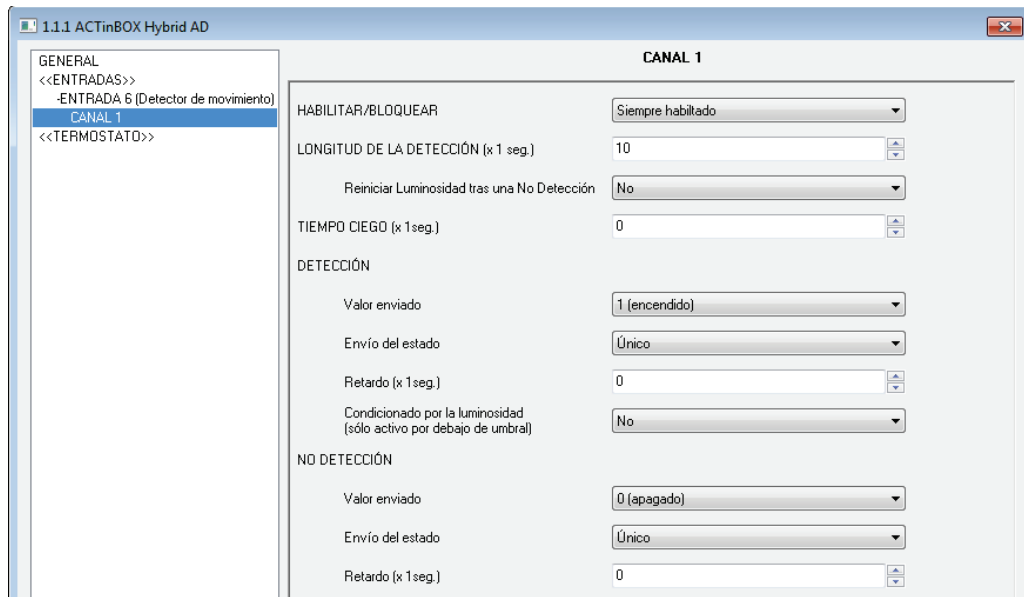 1.1.1 ACTinBOX Hybrid AD
GENERAL
<<ENTRADAS>>
-ENTRADA 6 (Detector de movimiento)
CANAL 1
<<TERMOSTATO>>
CANAL 1
HABILITAR/BLOQUEAR Siempre habiltado
LONGITUD DE LA DETECCIÓN (x 1 seg.) 10
Reiniciar Luminosidad tras una No Detección No
TIEMPO CIEGO (x 1seg.) 0
DETECCIÓN
Valor enviado 1 (encendido)
Envío del estado Único
Retardo (x 1seg.) 0
Condicionado por la luminosidad
(sólo activo por debajo de umbral) No
NO DETECCIÓN
Valor enviado 0 (apagado)
Envío del estado Único
Retardo (x 1seg.) 0